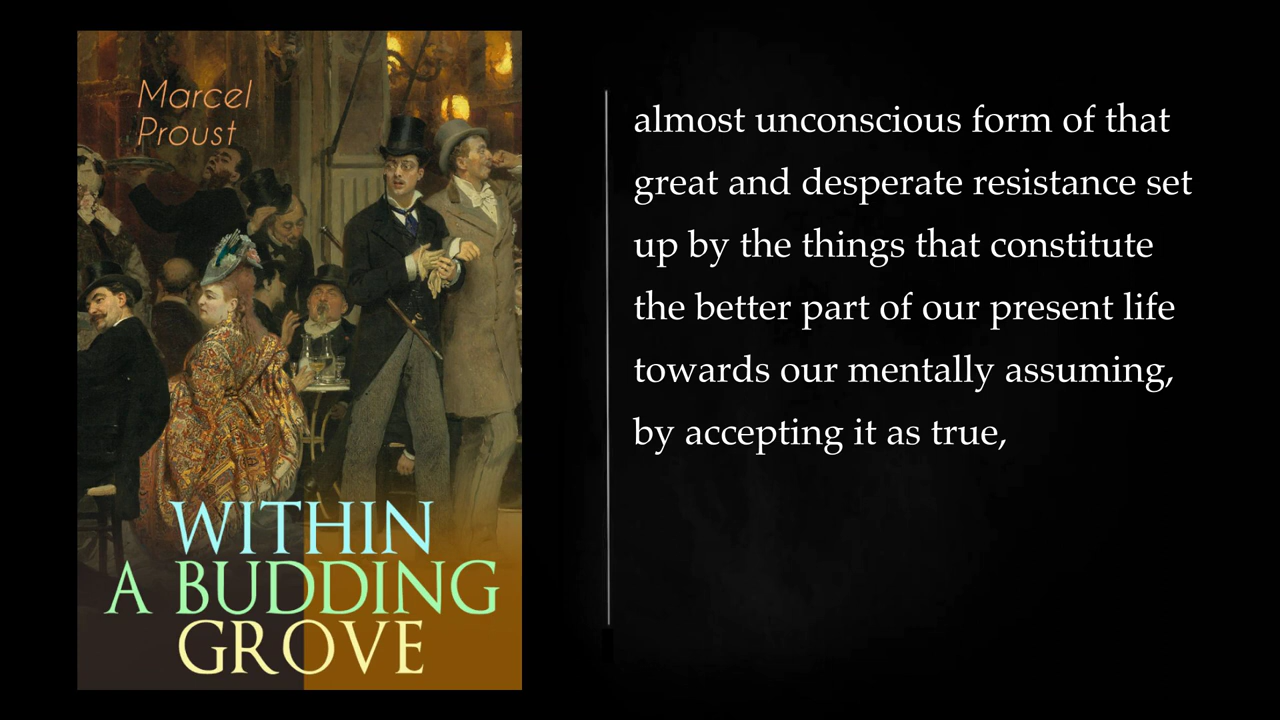 Marcel
Proust
WITHIN
A BUDDING
GROVE
almost unconscious form of that
great and desperate resistance set
up by the things that constitute
the better part of our present life
towards our mentally assuming,
by accepting it as true,